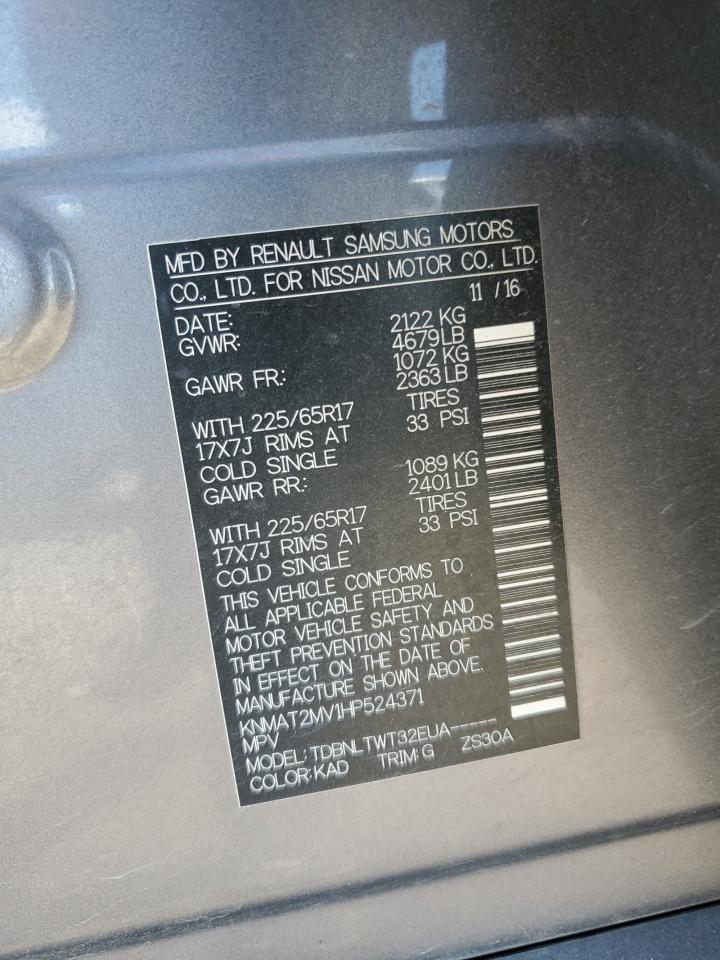 MFD BY RENAULT SAMSUNG MOTORS
CO., LTD. FOR NISSAN MOTOR CO., LTD.
DATE: 11 / 16
GVWR: 2122 KG
4679 LB
GAWR FR.: 1072 KG
2363 LB
WITH 225/65R17 TIRES
17X7J RIMS AT 33 PSI
COLD SINGLE
GAWR RR.: 1089 KG
2401 LB
WITH 225/65R17 TIRES
17X7J RIMS AT 33 PSI
COLD SINGLE
THIS VEHICLE CONFORMS TO
ALL APPLICABLE FEDERAL
MOTOR VEHICLE SAFETY AND
THEFT PREVENTION STANDARDS
IN EFFECT ON THE DATE OF
MANUFACTURE SHOWN ABOVE.
KNMAT2MV1HP524371
MPV
MODEL: TDBNLTWT32EUA-----
COLOR: KAD TRIM: G ZS30A